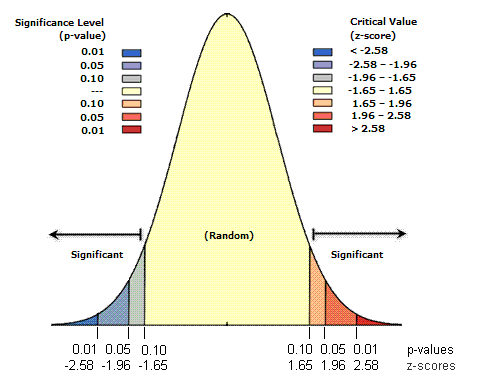 Significance Level
(p-value)
0.01
0.05
0.10
---
0.10
0.05
0.01
Critical Value
(z-score)
< -2.58
-2.58 – -1.96
-1.96 – -1.65
-1.65 – 1.65
1.65 – 1.96
1.96 – 2.58
> 2.58
Significant
(Random)
Significant
0.01 0.05 0.10 0.10 0.05 0.01 p-values
-2.58 -1.96 -1.65 1.65 1.96 2.58 z-scores